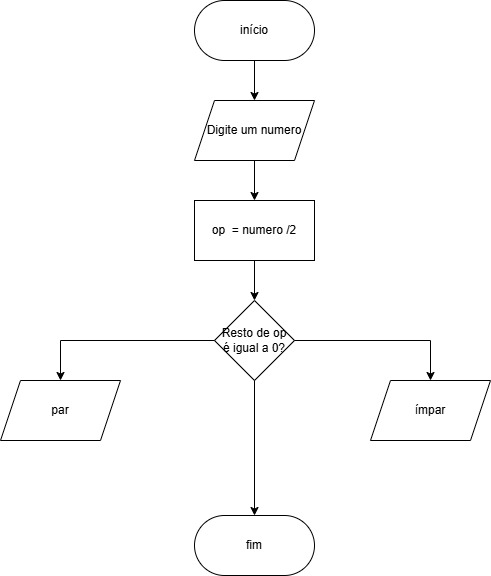 início
Digite um numero
op = numero /2
Resto de op
é igual a 0?
par
ímpar
fim